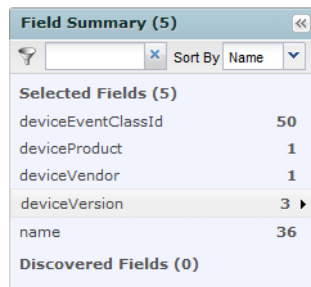 Field Summary (5)
Sort By Name
Selected Fields (5)
deviceEventClassId 50
deviceProduct 1
deviceVendor 1
deviceVersion 3
name 36
Discovered Fields (0)